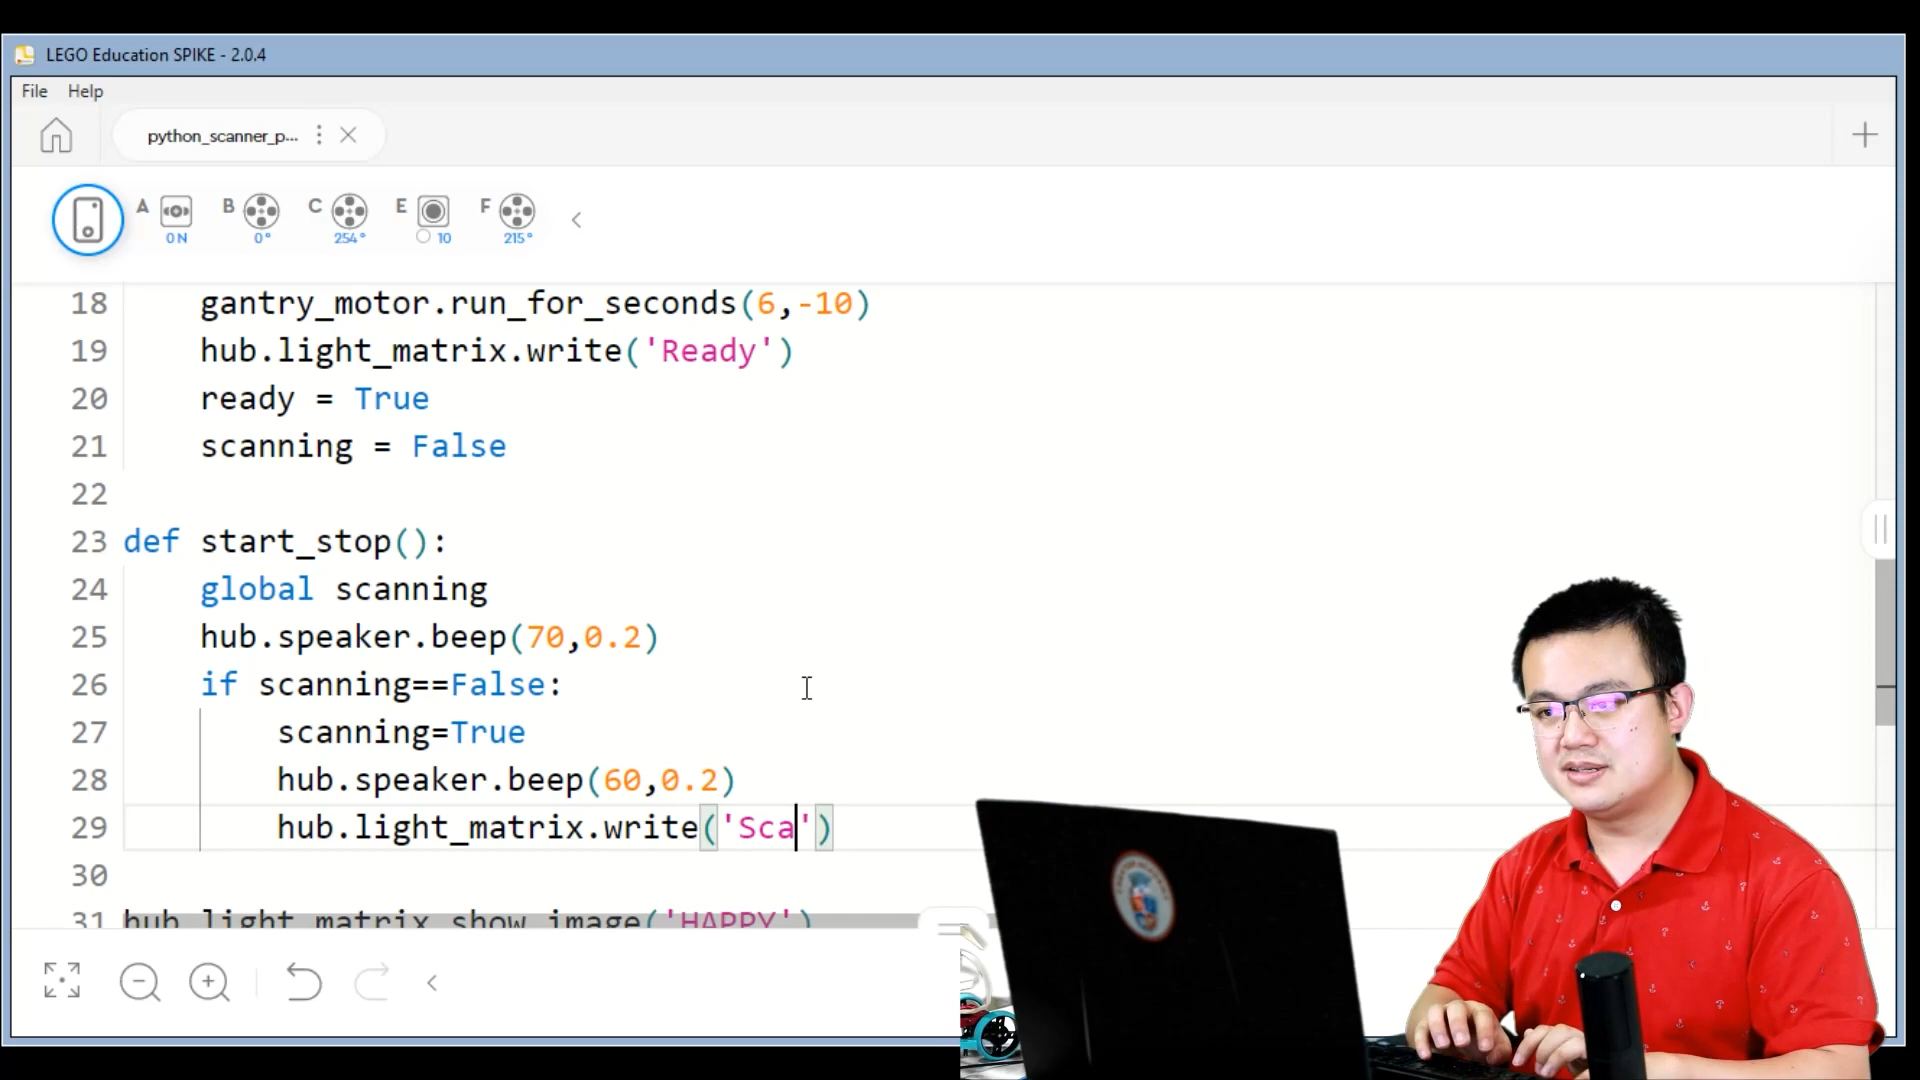 LEGO Education SPIKE - 2.0.4
File Help
python_scanner_p...
A B C E F
0 N 0° 254° 10 215°
18 gantry_motor.run_for_seconds(6,-10)
19 hub.light_matrix.write('Ready')
20 ready = True
21 scanning = False
22
23 def start_stop():
24 global scanning
25 hub.speaker.beep(70,0.2)
26 if scanning==False:
27 scanning=True
28 hub.speaker.beep(60,0.2)
29 hub.light_matrix.write('Sca')
30
31 hub.light_matrix.show_image('HAPPY')